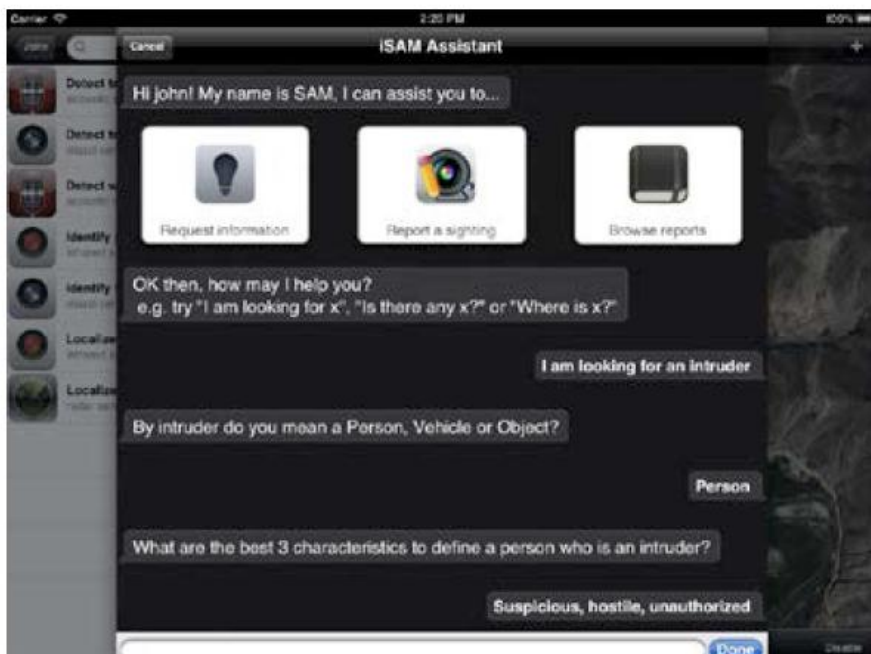 Carrier
2:20 PM
100%
Cancel
iSAM Assistant
+
Hi john! My name is SAM, I can assist you to...
Request information
Report a sighting
Browse reports
OK then, how may I help you?
e.g. try "I am looking for x", "Is there any x?" or "Where is x?"
I am looking for an intruder
By intruder do you mean a Person, Vehicle or Object?
Person
What are the best 3 characteristics to define a person who is an intruder?
Suspicious, hostile, unauthorized
Done
Detect
Detect
Detect
Identify
Identify
Localize
Localize